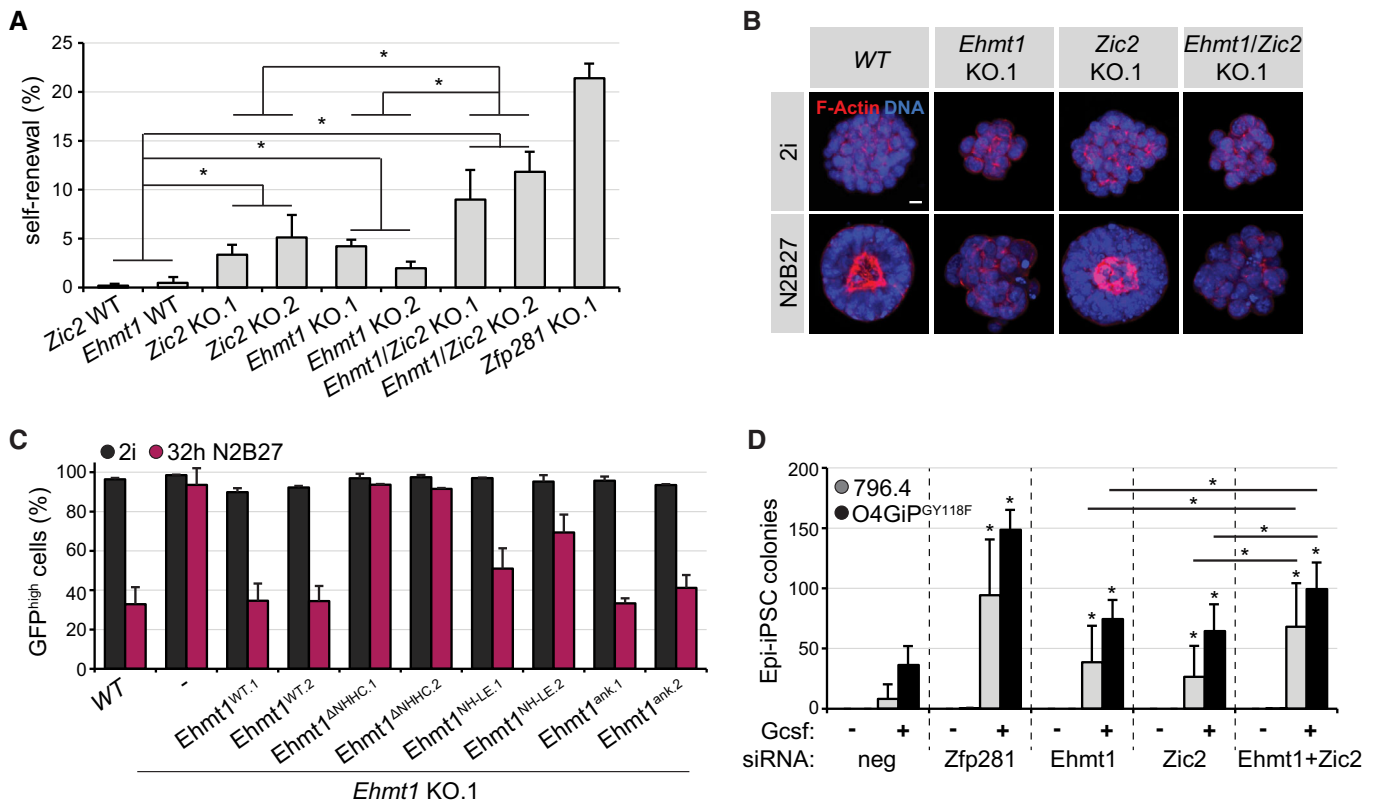 A
25
20
15
10
5
0
self-renewal (%)
*
*
*
*
*
Zic2 WT
Ehmt1 WT
Zic2 KO.1
Zic2 KO.2
Ehmt1 KO.1
Ehmt1 KO.2
Ehmt1/Zic2 KO.1
Ehmt1/Zic2 KO.2
Zfp281 KO.1
B
WT
Ehmt1 KO.1
Zic2 KO.1
Ehmt1/Zic2 KO.1
2i
F-Actin DNA
N2B27
C
2i 32h N2B27
100
80
60
40
20
0
GFPhigh cells (%)
WT
-
Ehmt1WT.1
Ehmt1WT.2
Ehmt1ΔNHHC.1
Ehmt1ΔNHHC.2
Ehmt1NH-LE.1
Ehmt1NH-LE.2
Ehmt1ank.1
Ehmt1ank.2
Ehmt1 KO.1
D
200
150
100
50
0
Epi-iPSC colonies
796.4
O4GiPGY118F
* * * * * * * *
* * * *
Gcsf: - + - + - + - + - +
siRNA: neg Zfp281 Ehmt1 Zic2 Ehmt1+Zic2